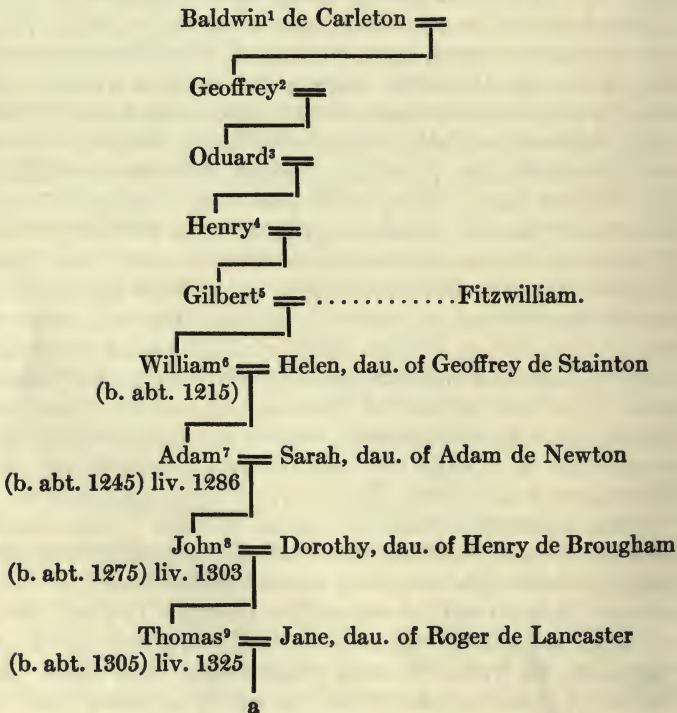 Baldwin¹ de Carleton
Geoffrey²
Oduard³
Henry⁴
Gilbert⁵ ............Fitzwilliam.
William⁶ Helen, dau. of Geoffrey de Stainton
(b. abt. 1215)
Adam⁷ Sarah, dau. of Adam de Newton
(b. abt. 1245) liv. 1286
John⁸ Dorothy, dau. of Henry de Brougham
(b. abt. 1275) liv. 1303
Thomas⁹ Jane, dau. of Roger de Lancaster
(b. abt. 1305) liv. 1325
a